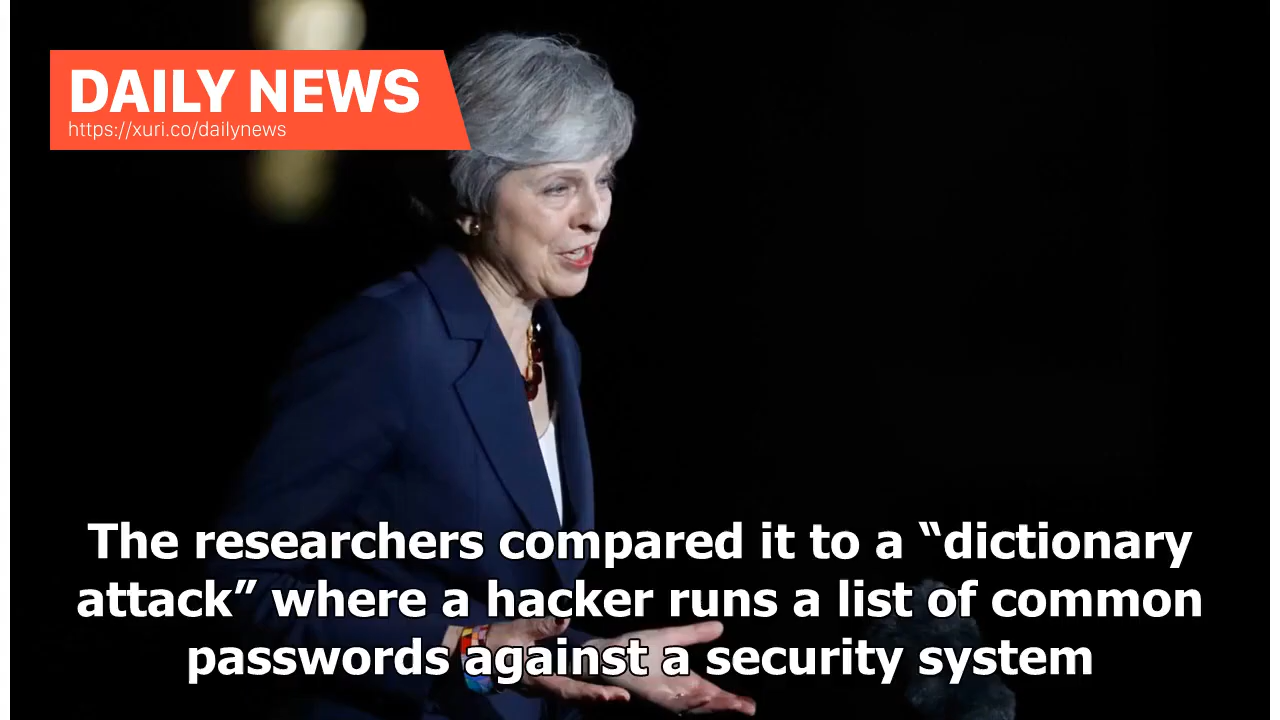 DAILY NEWS
https://xuri.co/dailynews
The researchers compared it to a “dictionary
attack” where a hacker runs a list of common
passwords against a security system